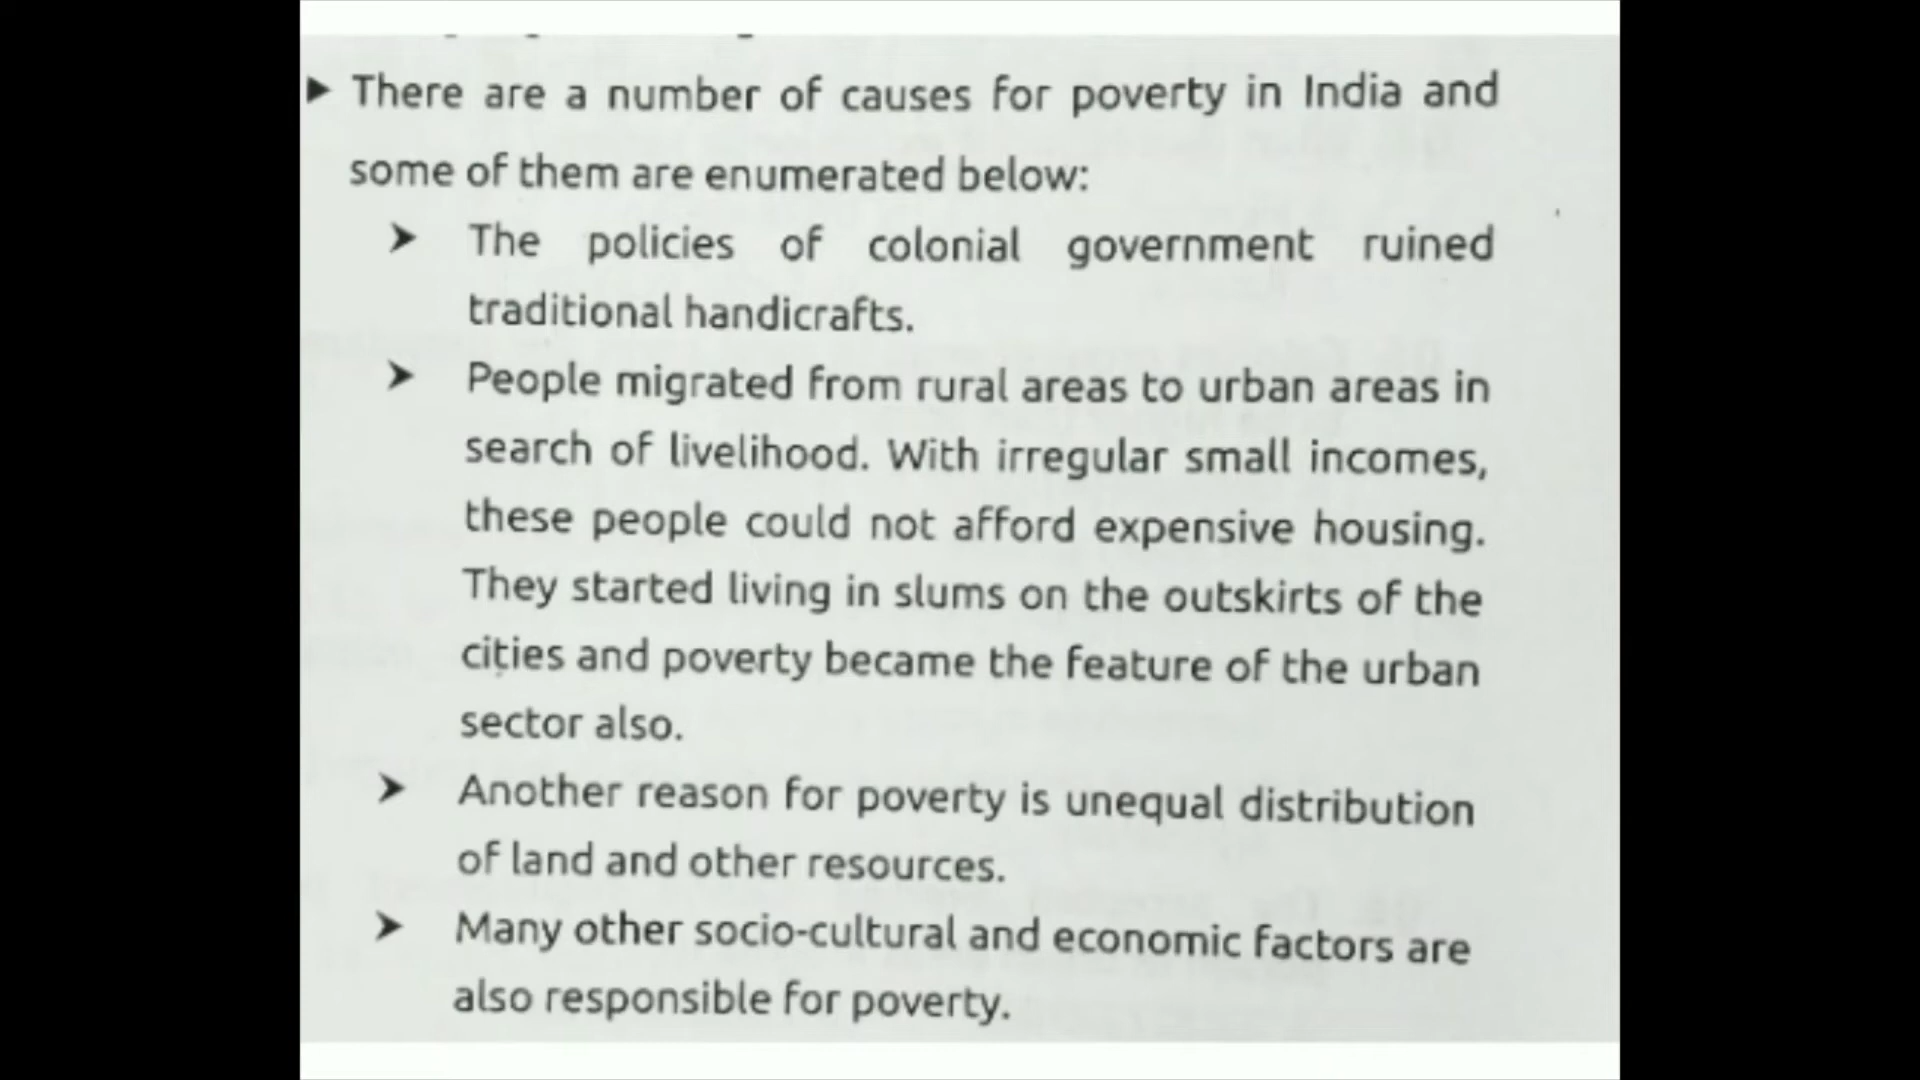 ▶ There are a number of causes for poverty in India and
some of them are enumerated below:
➤ The policies of colonial government ruined
traditional handicrafts.
➤ People migrated from rural areas to urban areas in
search of livelihood. With irregular small incomes,
these people could not afford expensive housing.
They started living in slums on the outskirts of the
cities and poverty became the feature of the urban
sector also.
➤ Another reason for poverty is unequal distribution
of land and other resources.
➤ Many other socio-cultural and economic factors are
also responsible for poverty.